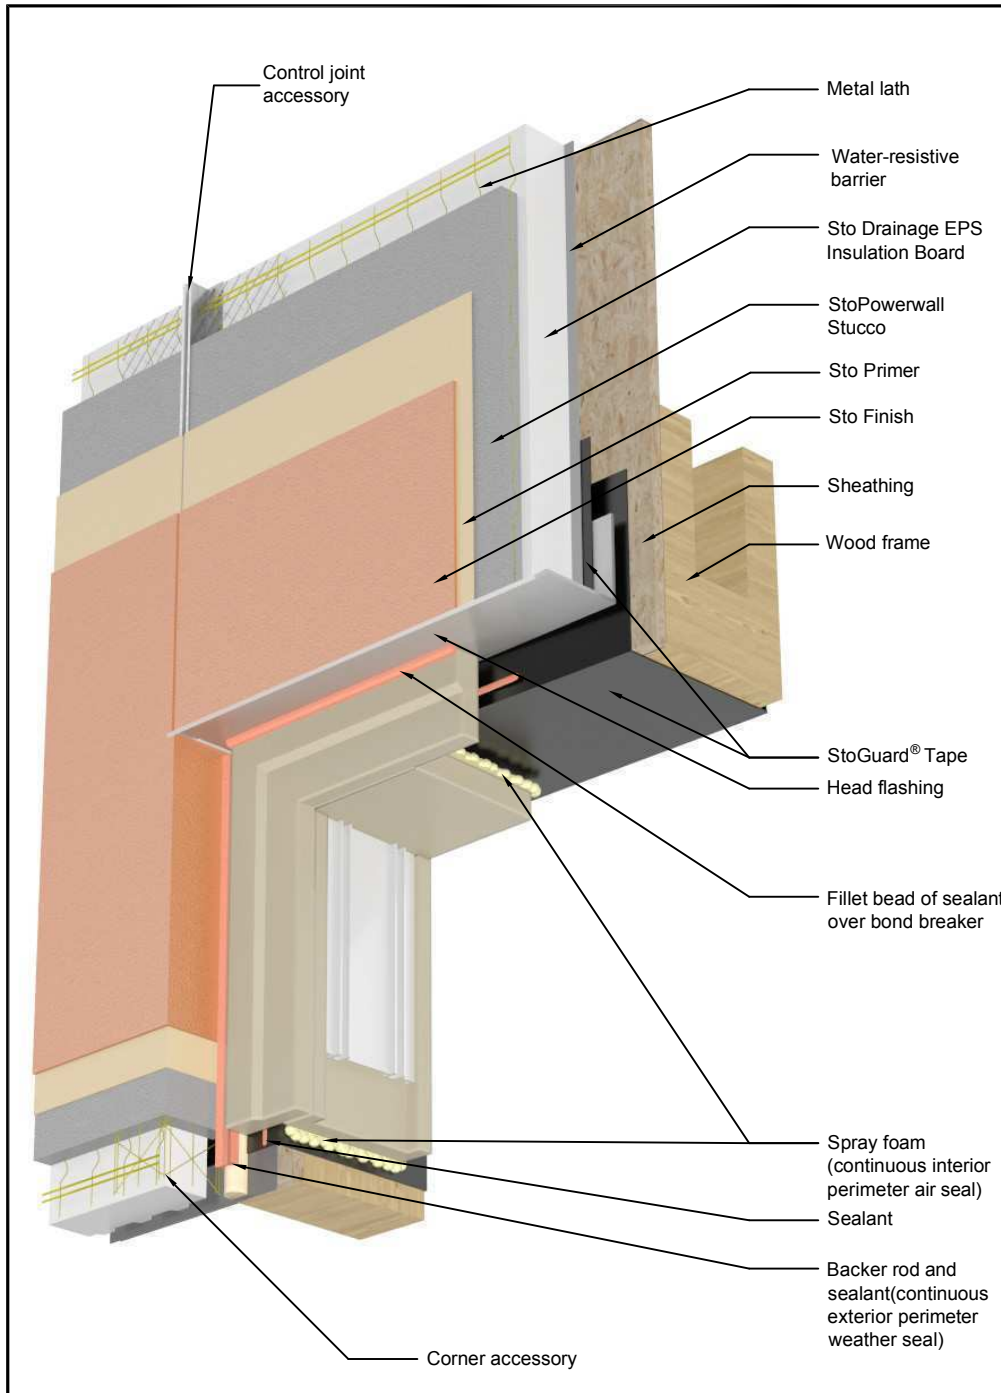 Control joint
accessory
Metal lath
Water-resistive
barrier
Sto Drainage EPS
Insulation Board
StoPowerwall
Stucco
Sto Primer
Sto Finish
Sheathing
Wood frame
StoGuard® Tape
Head flashing
Fillet bead of sealant
over bond breaker
Spray foam
(continuous interior
perimeter air seal)
Sealant
Backer rod and
sealant(continuous
exterior perimeter
weather seal)
Corner accessory